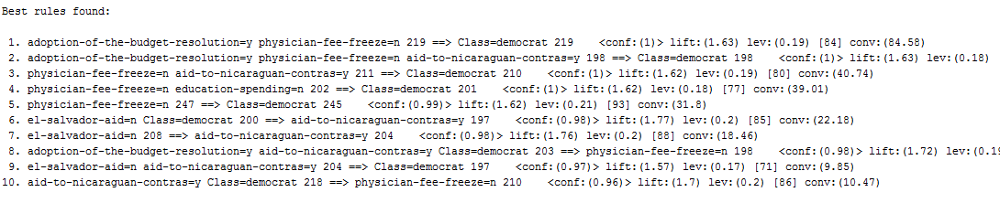 Best rules found:
1. adoption-of-the-budget-resolution=y physician-fee-freeze=n 219 ==> Class=democrat 219 <conf:(1)> lift:(1.63) lev:(0.19) [84] conv:(84.58)
2. adoption-of-the-budget-resolution=y physician-fee-freeze=n aid-to-nicaraguan-contras=y 198 ==> Class=democrat 198 <conf:(1)> lift:(1.63) lev:(0.18)
3. physician-fee-freeze=n aid-to-nicaraguan-contras=y 211 ==> Class=democrat 210 <conf:(1)> lift:(1.62) lev:(0.19) [80] conv:(40.74)
4. physician-fee-freeze=n education-spending=n 202 ==> Class=democrat 201 <conf:(1)> lift:(1.62) lev:(0.18) [77] conv:(39.01)
5. physician-fee-freeze=n 247 ==> Class=democrat 245 <conf:(0.99)> lift:(1.62) lev:(0.21) [93] conv:(31.8)
6. el-salvador-aid=n Class=democrat 200 ==> aid-to-nicaraguan-contras=y 197 <conf:(0.98)> lift:(1.77) lev:(0.2) [85] conv:(22.18)
7. el-salvador-aid=n 208 ==> aid-to-nicaraguan-contras=y 204 <conf:(0.98)> lift:(1.76) lev:(0.2) [88] conv:(18.46)
8. adoption-of-the-budget-resolution=y aid-to-nicaraguan-contras=y Class=democrat 203 ==> physician-fee-freeze=n 198 <conf:(0.98)> lift:(1.72) lev:(0.19
9. el-salvador-aid=n aid-to-nicaraguan-contras=y 204 ==> Class=democrat 197 <conf:(0.97)> lift:(1.57) lev:(0.17) [71] conv:(9.85)
10. aid-to-nicaraguan-contras=y Class=democrat 218 ==> physician-fee-freeze=n 210 <conf:(0.96)> lift:(1.7) lev:(0.2) [86] conv:(10.47)